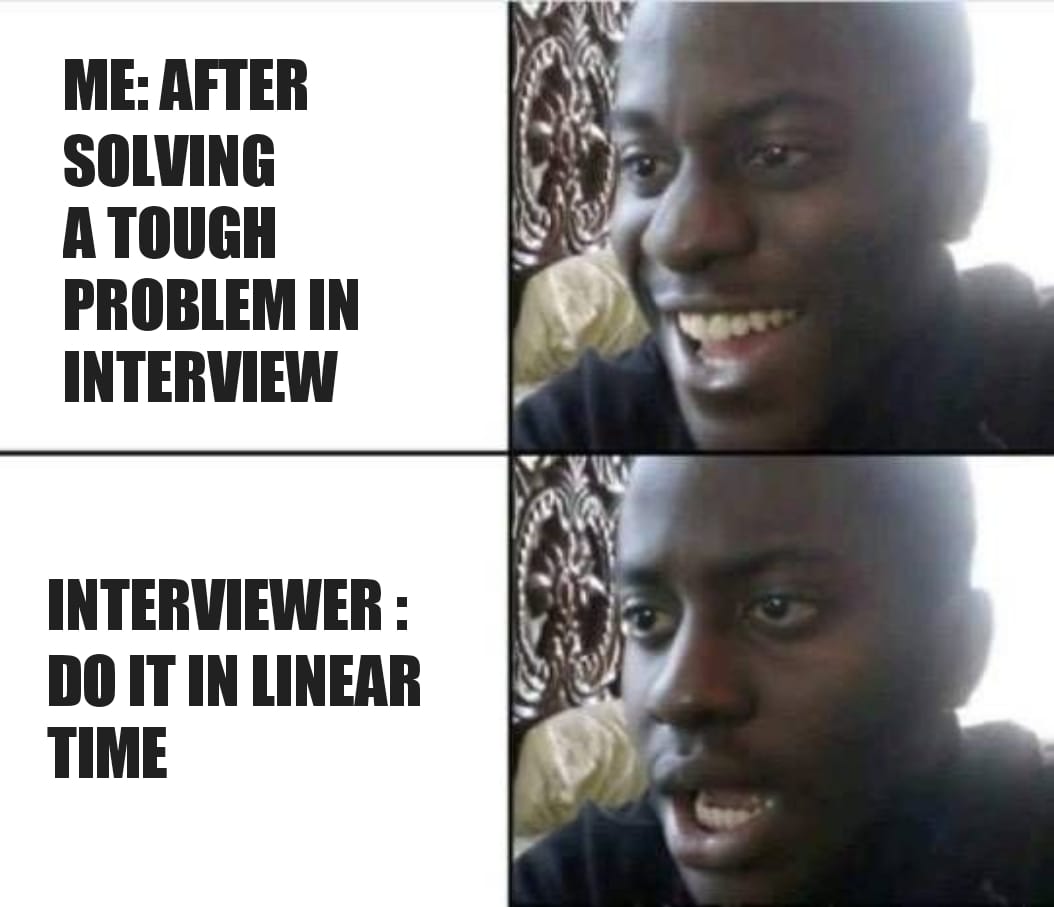 ME: AFTER
SOLVING
A TOUGH
PROBLEM IN
INTERVIEW
INTERVIEWER :
DO IT IN LINEAR
TIME